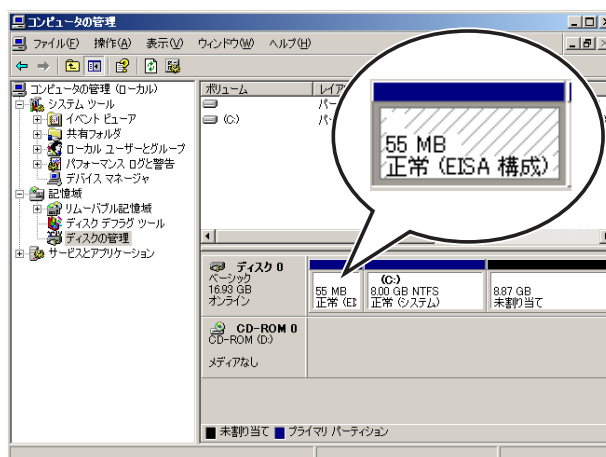 コンピュータの管理
ファイル(F) 操作(A) 表示(V) ウィンドウ(W) ヘルプ(H)
コンピュータの管理 (ローカル)
システム ツール
イベント ビューア
共有フォルダ
ローカル ユーザーとグループ
パフォーマンス ログと警告
デバイス マネージャ
記憶域
リムーバブル記憶域
ディスク デフラグ ツール
ディスクの管理
サービスとアプリケーション
ボリューム レイア
パー
(C:) パー
55 MB
正常 (EISA 構成)
ディスク 0
ベーシック
16.93 GB
オンライン
55 MB
正常 (EI
(C:)
8.00 GB NTFS
正常 (システム)
8.87 GB
未割り当て
CD-ROM 0
CD-ROM (D:)
メディアなし
未割り当て プライマリ パーティション